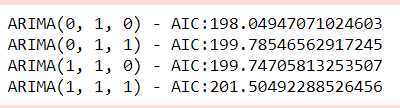 ARIMA(0, 1, 0) - AIC:198.04947071024603
ARIMA(0, 1, 1) - AIC:199.78546562917245
ARIMA(1, 1, 0) - AIC:199.74705813253507
ARIMA(1, 1, 1) - AIC:201.50492288526456